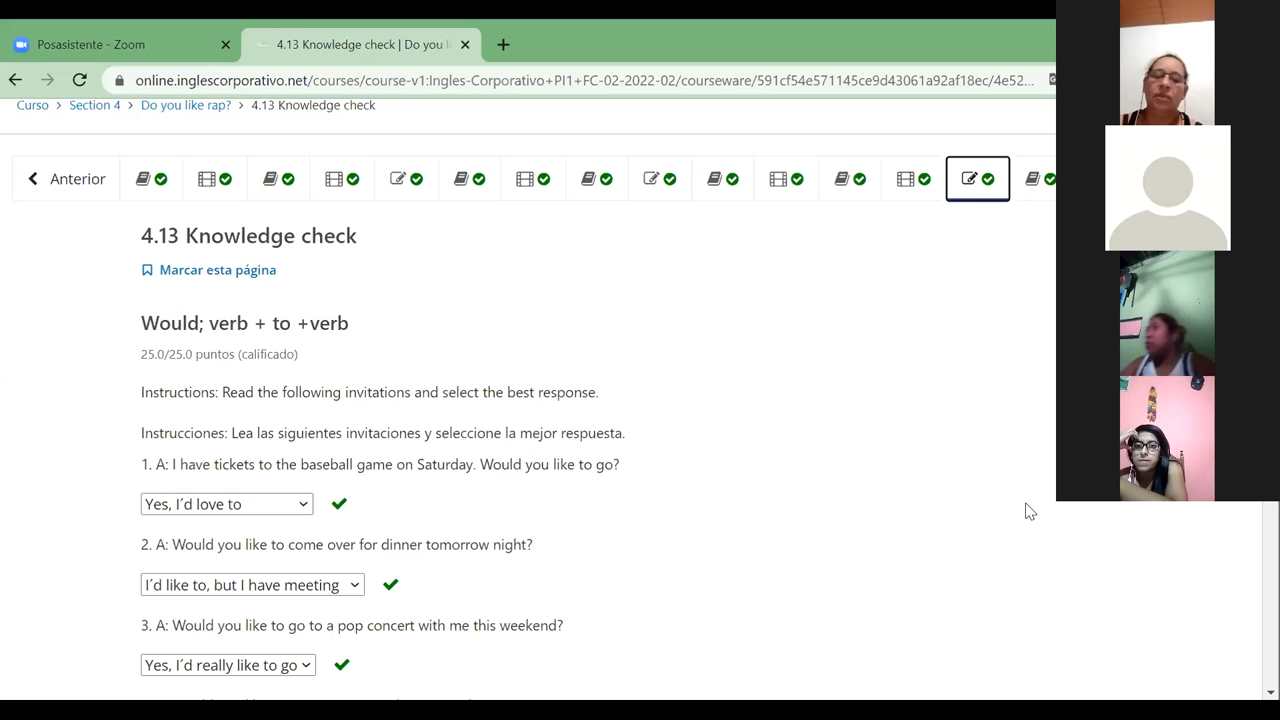 Posasistente - Zoom
4.13 Knowledge check | Do you l
online.inglescorporativo.net/courses/course-v1:Ingles-Corporativo+PI1+FC-02-2022-02/courseware/591cf54e571145ce9d43061a92af18ec/4e52...
Curso > Section 4 > Do you like rap? > 4.13 Knowledge check
Anterior
4.13 Knowledge check
Marcar esta página
Would; verb + to +verb
25.0/25.0 puntos (calificado)
Instructions: Read the following invitations and select the best response.
Instrucciones: Lea las siguientes invitaciones y seleccione la mejor respuesta.
1. A: I have tickets to the baseball game on Saturday. Would you like to go?
Yes, I´d love to
2. A: Would you like to come over for dinner tomorrow night?
I´d like to, but I have meeting
3. A: Would you like to go to a pop concert with me this weekend?
Yes, I´d really like to go